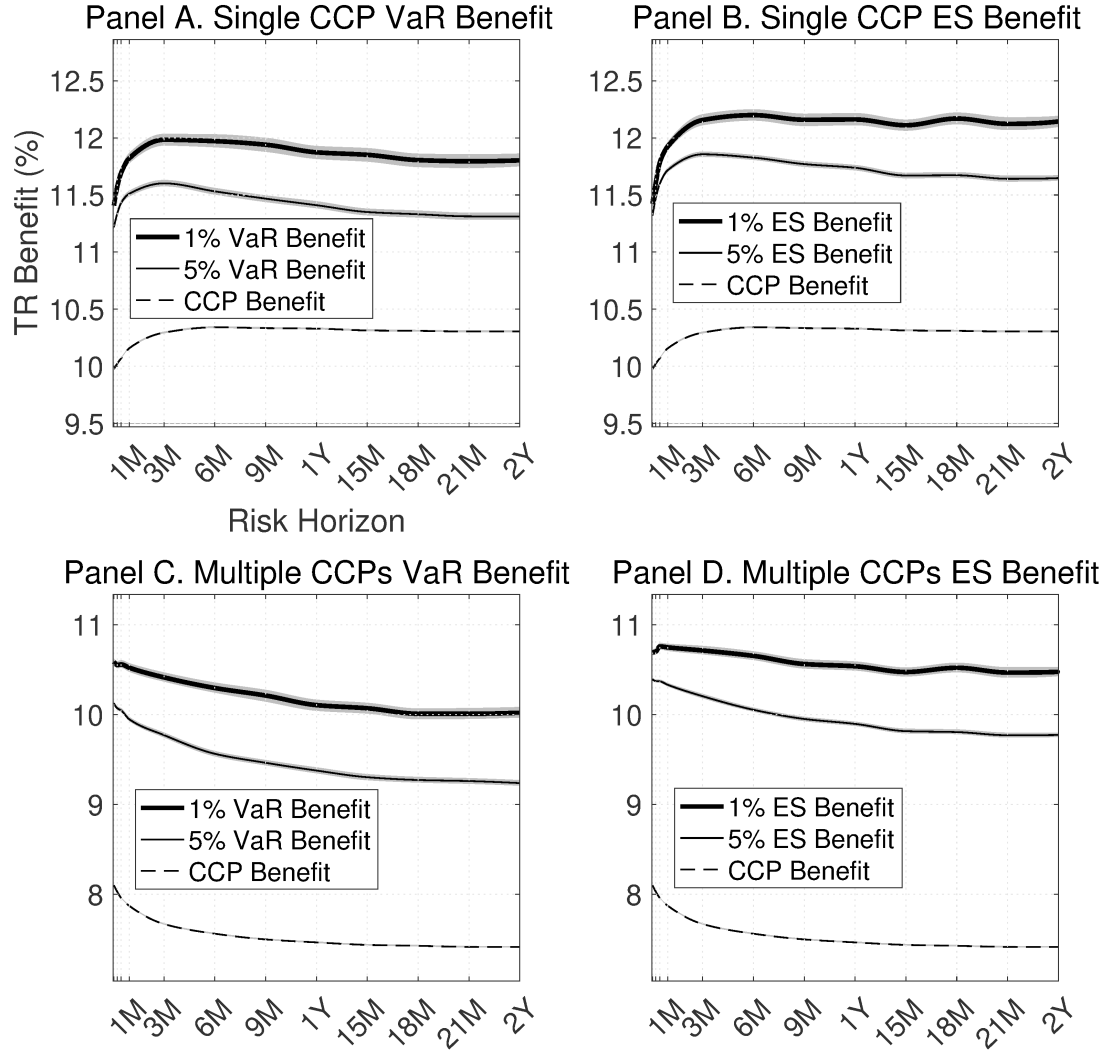 Panel A. Single CCP VaR Benefit
TR Benefit (%)
12.5
12
11.5
11
10.5
10
9.5
1% VaR Benefit
5% VaR Benefit
CCP Benefit
1M 3M 6M 9M 1Y 15M 18M 21M 2Y
Risk Horizon
Panel B. Single CCP ES Benefit
12.5
12
11.5
11
10.5
10
9.5
1% ES Benefit
5% ES Benefit
CCP Benefit
1M 3M 6M 9M 1Y 15M 18M 21M 2Y
Panel C. Multiple CCPs VaR Benefit
11
10
9
8
1% VaR Benefit
5% VaR Benefit
CCP Benefit
1M 3M 6M 9M 1Y 15M 18M 21M 2Y
Panel D. Multiple CCPs ES Benefit
11
10
9
8
1% ES Benefit
5% ES Benefit
CCP Benefit
1M 3M 6M 9M 1Y 15M 18M 21M 2Y